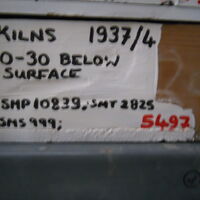 KILNS 1937/4
0-30 BELOW
SURFACE
SMP 10839, SMT 2825
SMS 999; 5497